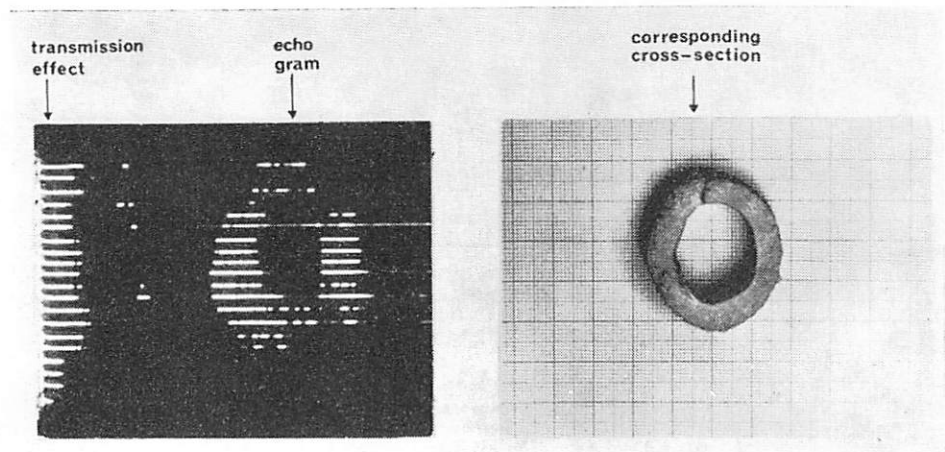 transmission
effect
echo
gram
corresponding
cross-section